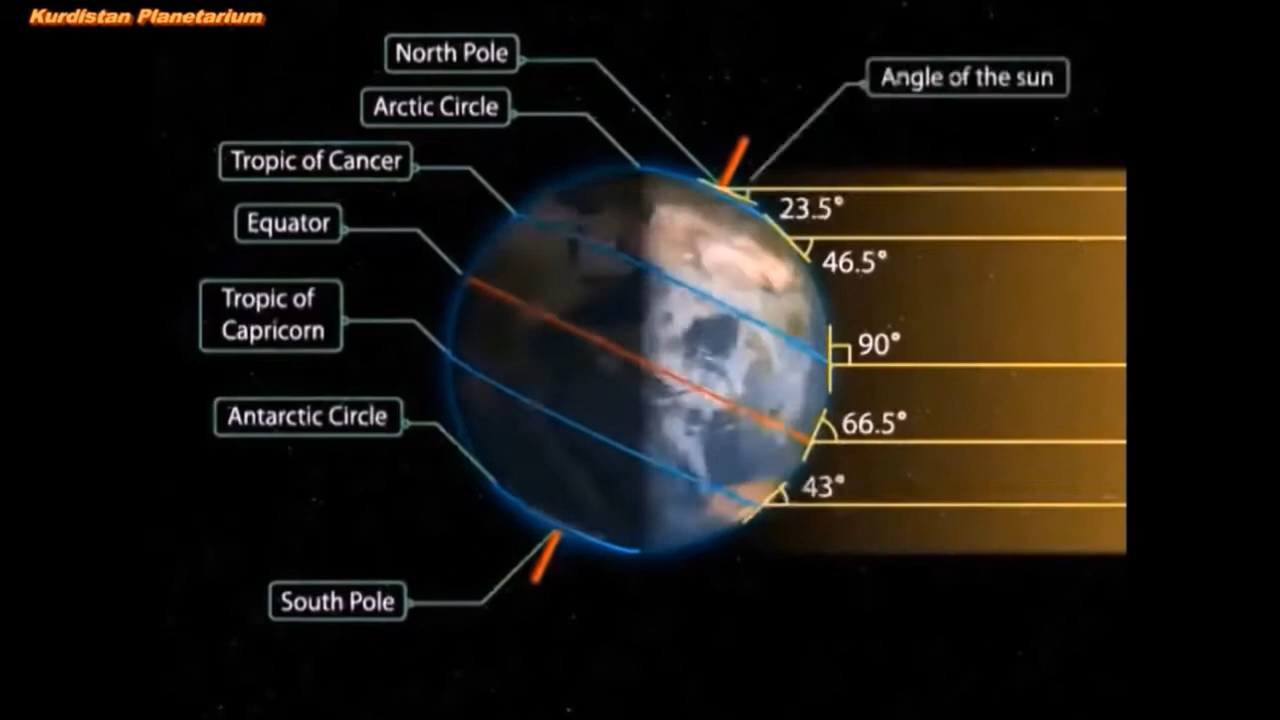 Kurdistan Planetarium
North Pole
Angle of the sun
Arctic Circle
Tropic of Cancer
23.5°
Equator
46.5°
Tropic of
Capricorn
90°
Antarctic Circle
66.5°
43°
South Pole